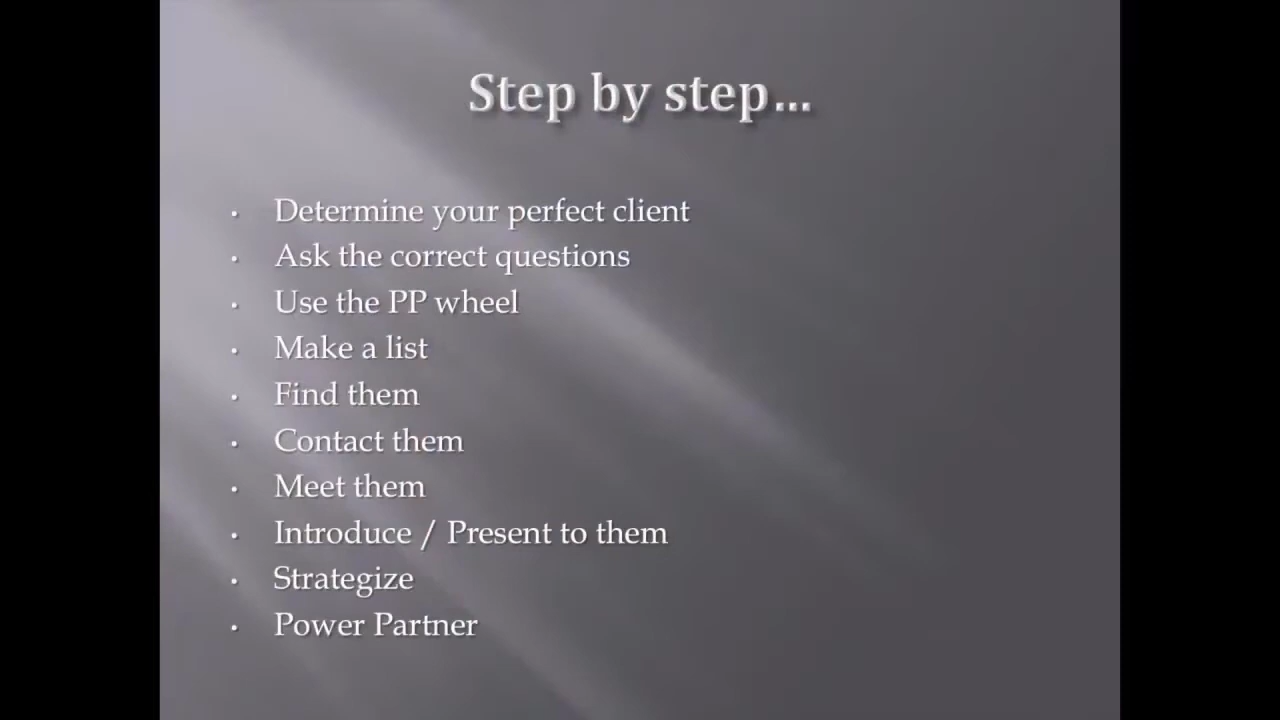 Step by step...
• Determine your perfect client
• Ask the correct questions
• Use the PP wheel
• Make a list
• Find them
• Contact them
• Meet them
• Introduce / Present to them
• Strategize
• Power Partner